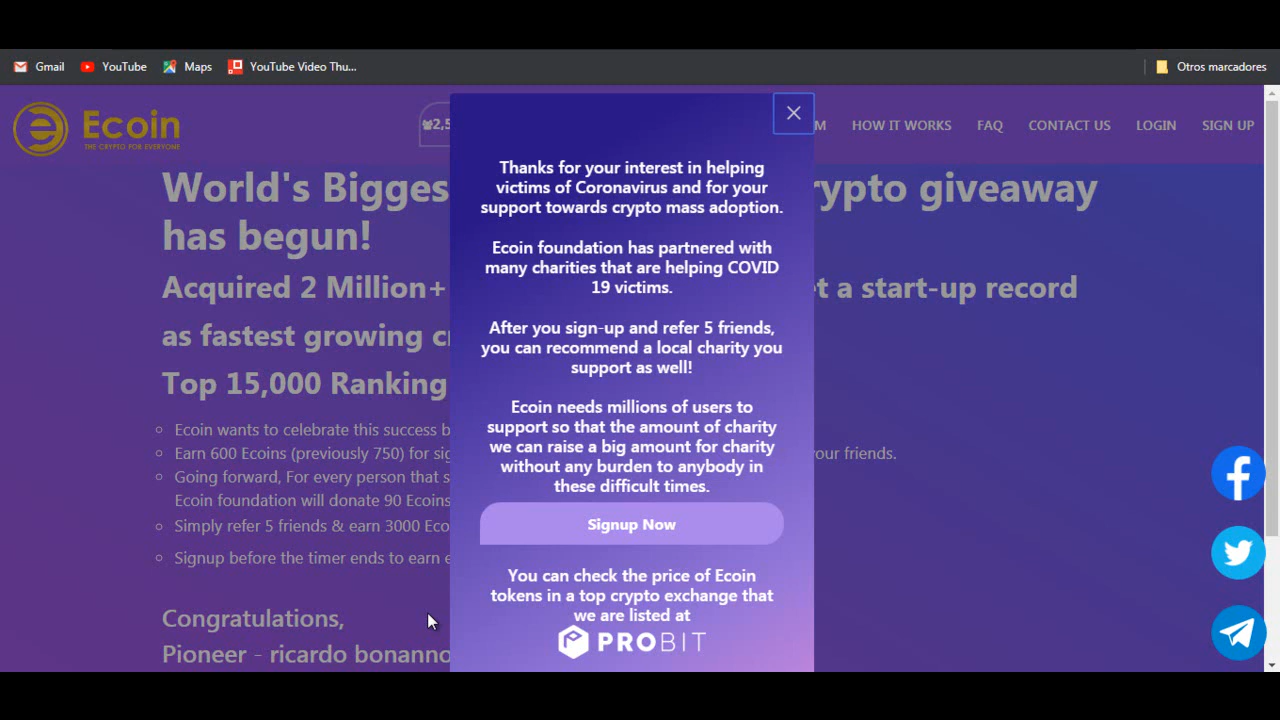 Gmail YouTube Maps YouTube Video Thu... Otros marcadores
Ecoin
THE CRYPTO FOR EVERYONE
2,5
M HOW IT WORKS FAQ CONTACT US LOGIN SIGN UP
World's Bigges rypto giveaway
has begun!
Acquired 2 Million+ t a start-up record
as fastest growing c
Top 15,000 Ranking
Ecoin wants to celebrate this success b
Earn 600 Ecoins (previously 750) for sig our friends.
Going forward, For every person that s
Ecoin foundation will donate 90 Ecoins
Simply refer 5 friends & earn 3000 Eco
Signup before the timer ends to earn e
Congratulations,
Pioneer - ricardo bonanno
Thanks for your interest in helping
victims of Coronavirus and for your
support towards crypto mass adoption.
Ecoin foundation has partnered with
many charities that are helping COVID
19 victims.
After you sign-up and refer 5 friends,
you can recommend a local charity you
support as well!
Ecoin needs millions of users to
support so that the amount of charity
we can raise a big amount for charity
without any burden to anybody in
these difficult times.
Signup Now
You can check the price of Ecoin
tokens in a top crypto exchange that
we are listed at
PROBIT